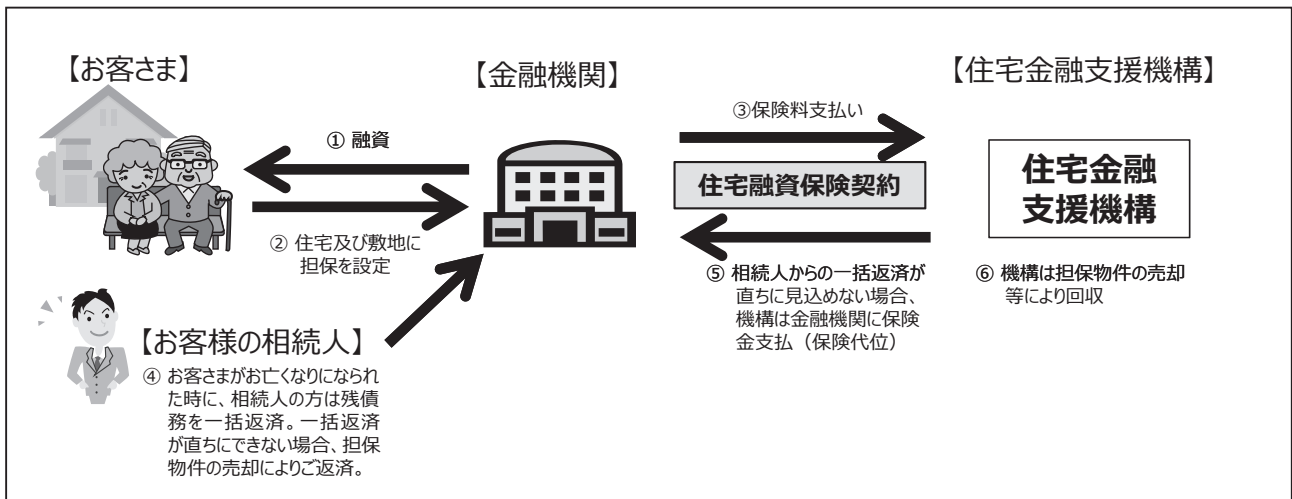 【お客さま】
【金融機関】
【住宅金融支援機構】
① 融資
② 住宅及び敷地に
担保を設定
③保険料支払い
住宅融資保険契約
住宅金融
支援機構
【お客様の相続人】
④ お客さまがお亡くなりになられ
た時に、相続人の方は残債
務を一括返済。一括返済
が直ちにできない場合、担保
物件の売却によりご返済。
⑤ 相続人からの一括返済が
直ちに見込めない場合、
機構は金融機関に保険
金支払（保険代位）
⑥ 機構は担保物件の売却
等により回収